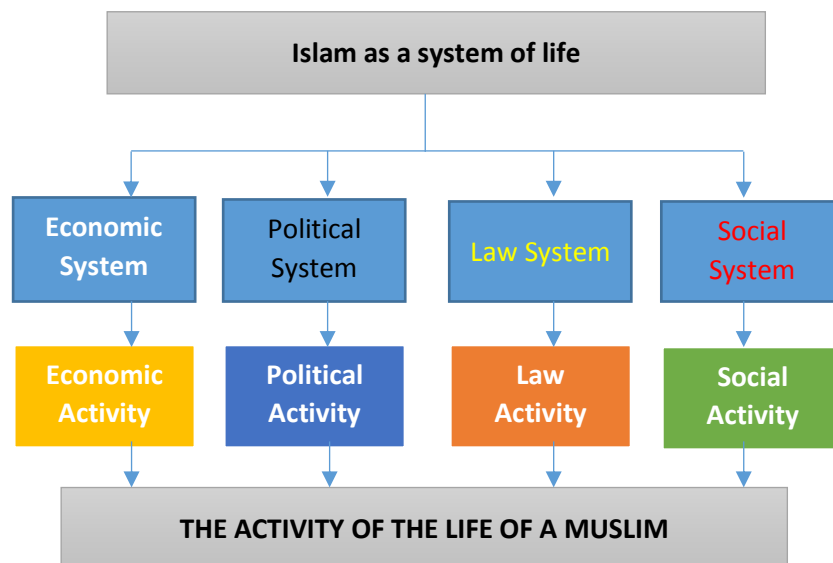 Islam as a system of life
Economic
System
Political
System
Law System
Social
System
Economic
Activity
Political
Activity
Law
Activity
Social
Activity
THE ACTIVITY OF THE LIFE OF A MUSLIM